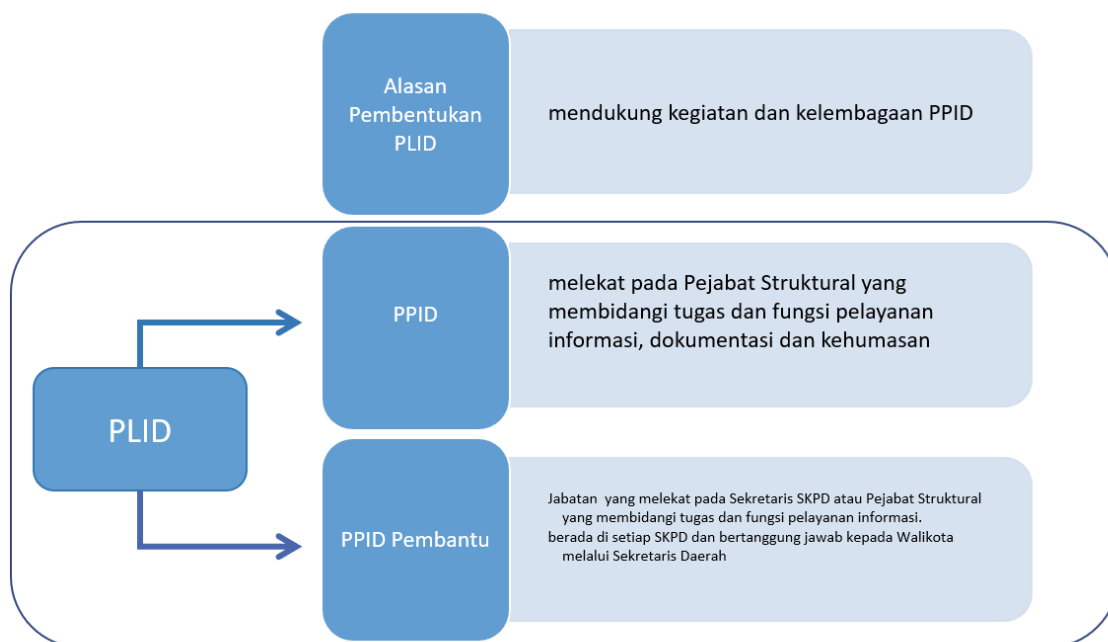 Alasan
Pembentukan
PLID
mendukung kegiatan dan kelembagaan PPID
PPID
melekat pada Pejabat Struktural yang
membidangi tugas dan fungsi pelayanan
informasi, dokumentasi dan kehumasan
PLID
PPID Pembantu
Jabatan yang melekat pada Sekretaris SKPD atau Pejabat Struktural
yang membidangi tugas dan fungsi pelayanan informasi.
berada di setiap SKPD dan bertanggung jawab kepada Walikota
melalui Sekretaris Daerah